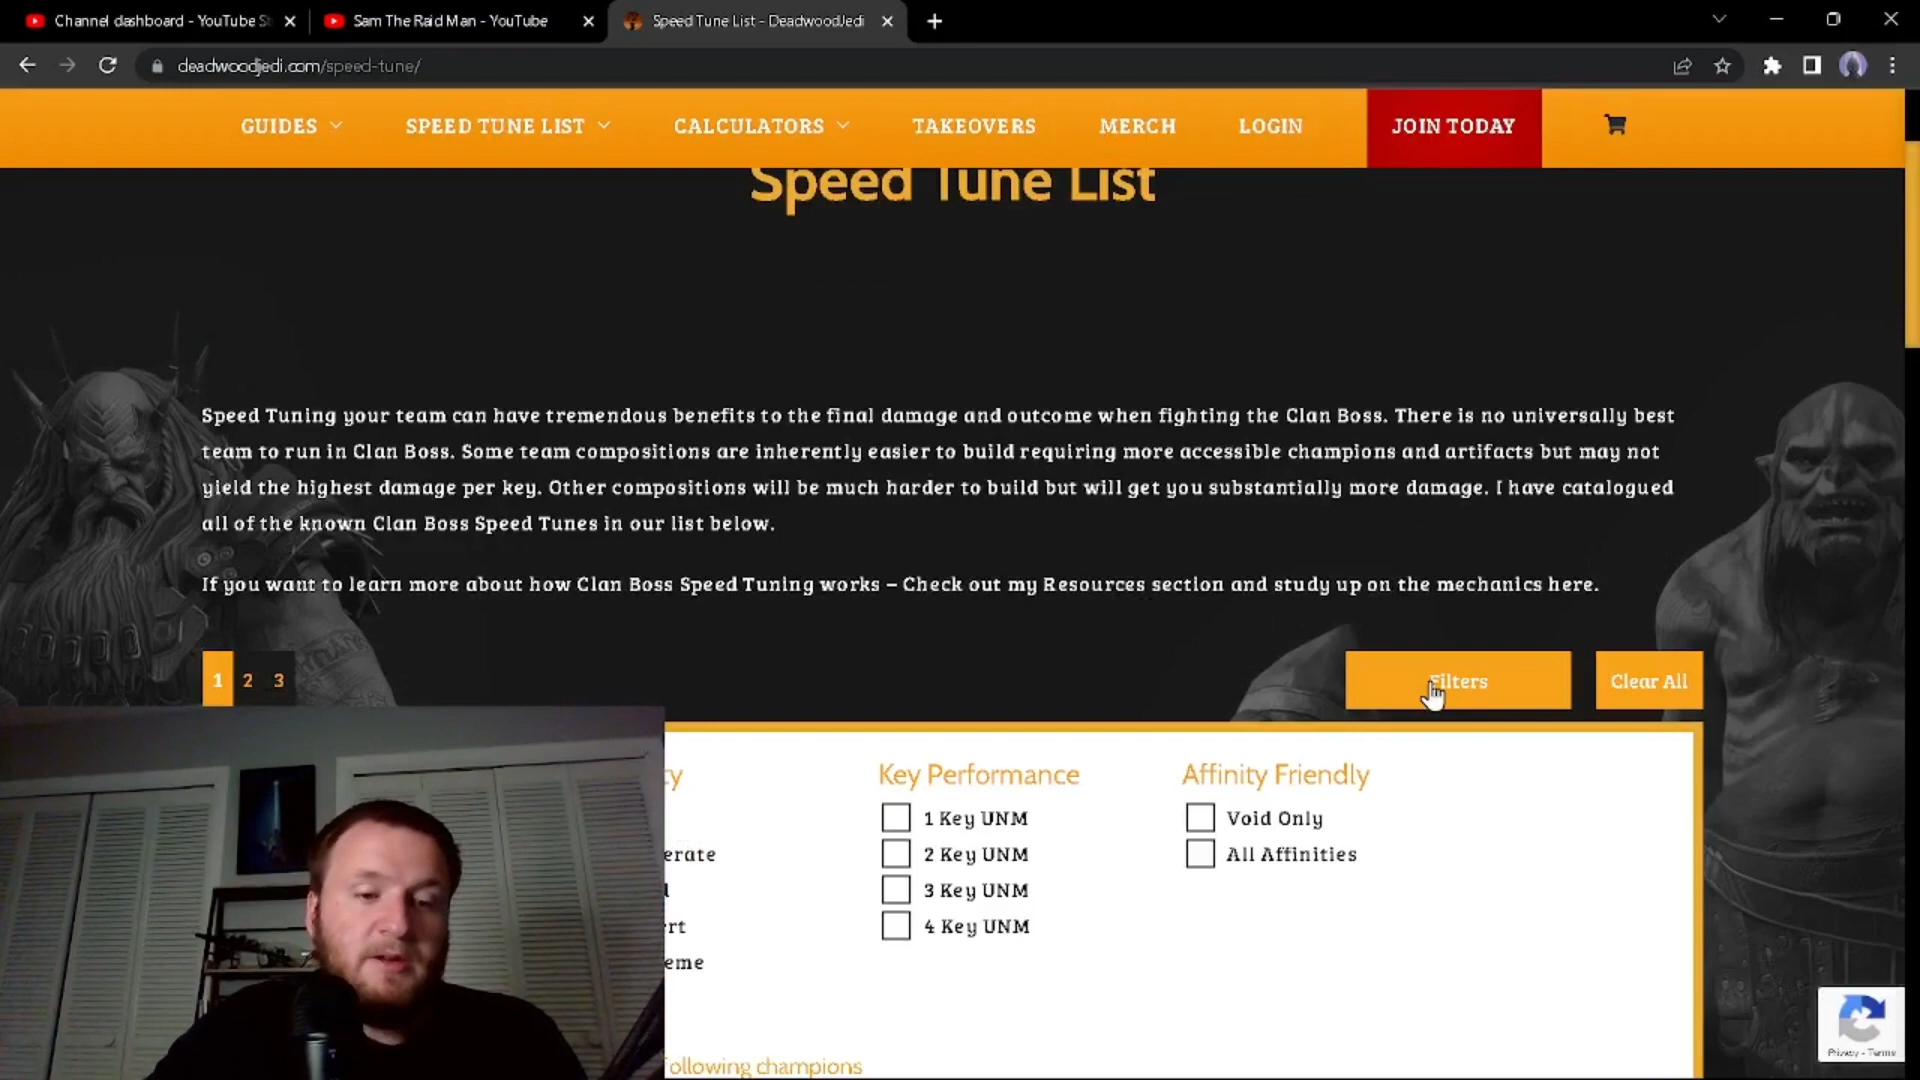 Channel dashboard - YouTube St
Sam The Raid Man - YouTube
Speed Tune List - DeadwoodJedi
deadwoodjedi.com/speed-tune/
GUIDES
SPEED TUNE LIST
CALCULATORS
TAKEOVERS
MERCH
LOGIN
JOIN TODAY
Speed Tune List
Speed Tuning your team can have tremendous benefits to the final damage and outcome when fighting the Clan Boss. There is no universally best
team to run in Clan Boss. Some team compositions are inherently easier to build requiring more accessible champions and artifacts but may not
yield the highest damage per key. Other compositions will be much harder to build but will get you substantially more damage. I have catalogued
all of the known Clan Boss Speed Tunes in our list below.
If you want to learn more about how Clan Boss Speed Tuning works – Check out my Resources section and study up on the mechanics here.
1 2 3
Filters
Clear All
Key Performance
Affinity Friendly
1 Key UNM
Void Only
erate
2 Key UNM
All Affinities
3 Key UNM
rt
4 Key UNM
eme
Following champions
Privacy - Terms